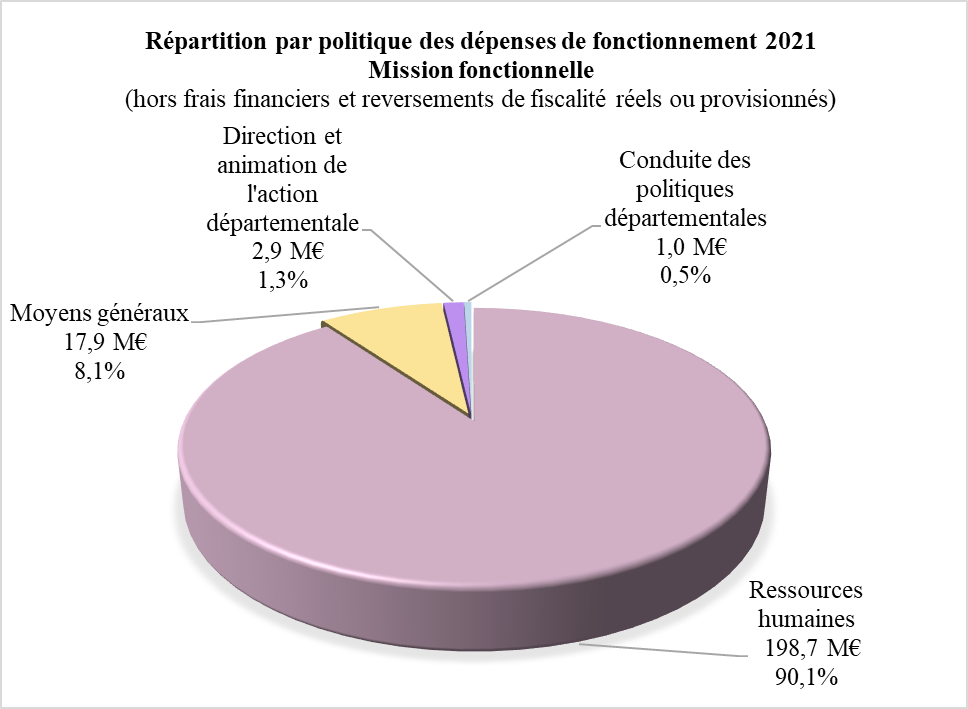 Répartition par politique des dépenses de fonctionnement 2021
Mission fonctionnelle
(hors frais financiers et reversements de fiscalité réels ou provisionnés)
Direction et
animation de
l'action
départementale
2,9 M€
1,3%
Conduite des
politiques
départementales
1,0 M€
0,5%
Moyens généraux
17,9 M€
8,1%
Ressources
humaines
198,7 M€
90,1%